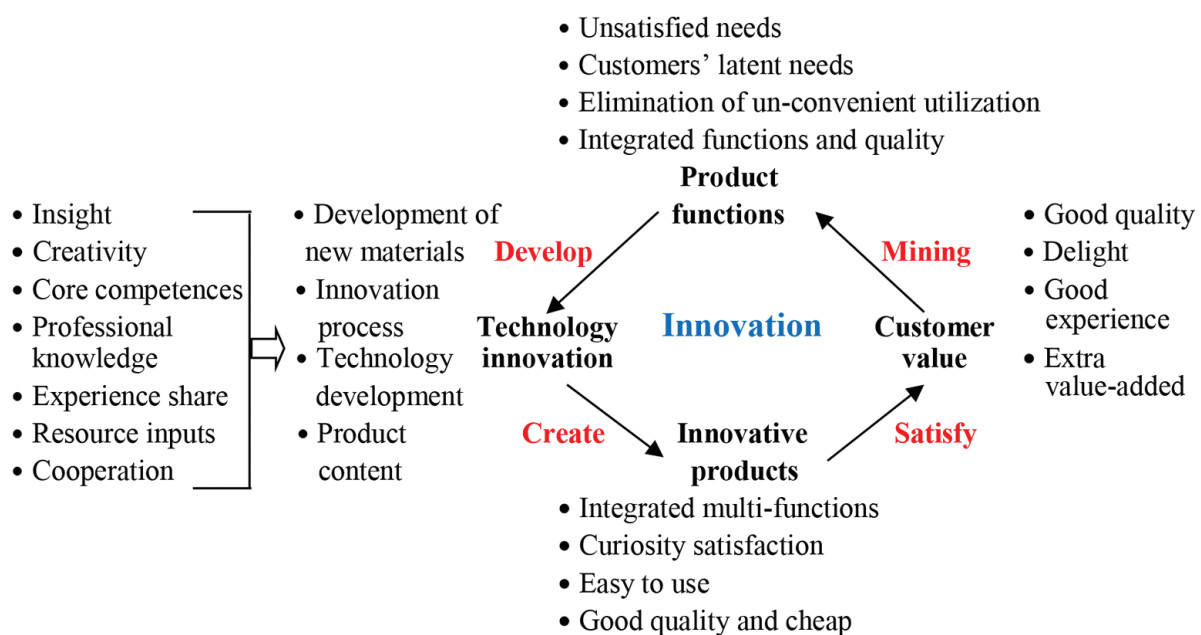 • Unsatisfied needs
• Customers’ latent needs
• Elimination of un-convenient utilization
• Integrated functions and quality
Product
functions
• Insight
• Creativity
• Core competences
• Professional
knowledge
• Experience share
• Resource inputs
• Cooperation
• Development of
new materials
• Innovation
process
• Technology
development
• Product
content
Develop
Mining
Technology
innovation
Innovation
Customer
value
• Good quality
• Delight
• Good
experience
• Extra
value-added
Create
Innovative
products
Satisfy
• Integrated multi-functions
• Curiosity satisfaction
• Easy to use
• Good quality and cheap